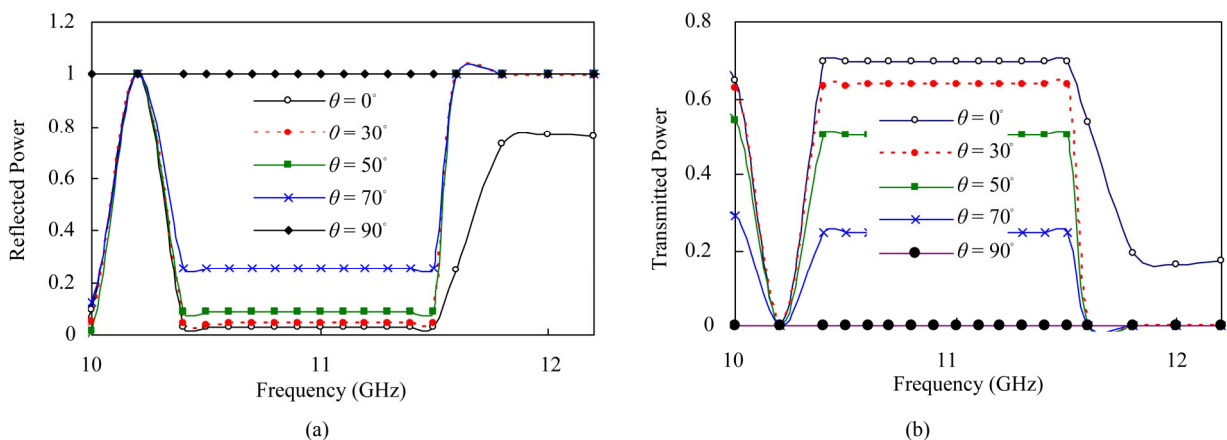 1.2
1
0.8
0.6
0.4
0.2
0
Reflected Power
10
11
12
Frequency (GHz)
θ = 0°
θ = 30°
θ = 50°
θ = 70°
θ = 90°
(a)
0.8
0.6
0.4
0.2
0
Transmitted Power
10
11
12
Frequency (GHz)
θ = 0°
θ = 30°
θ = 50°
θ = 70°
θ = 90°
(b)